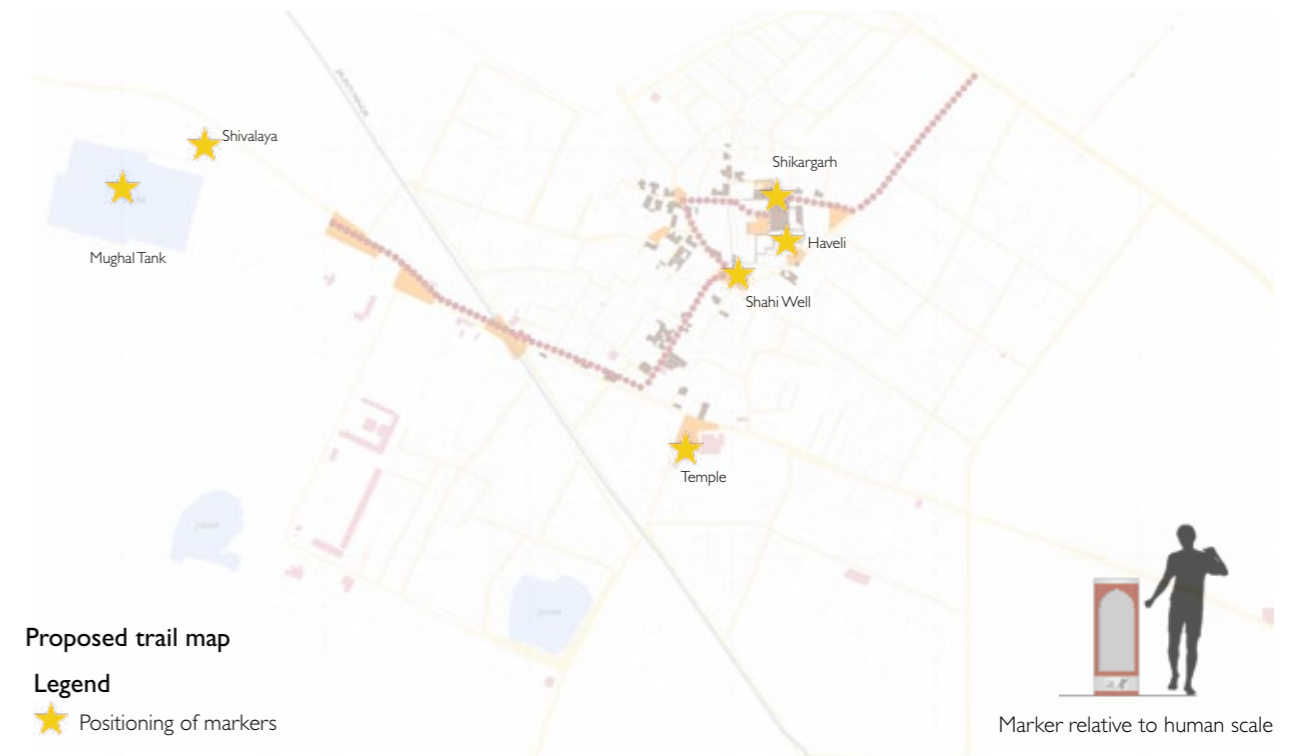 Shivalaya
Shikargarh
Haveli
Mughal Tank
Shahi Well
Temple
Proposed trail map
Legend
Positioning of markers
Marker relative to human scale